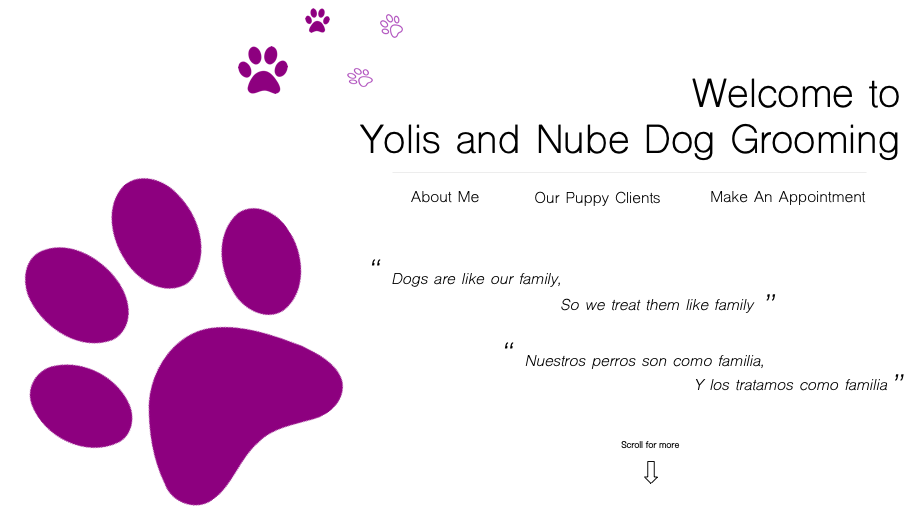 Welcome to
Yolis and Nube Dog Grooming
About Me Our Puppy Clients Make An Appointment
“ Dogs are like our family,
So we treat them like family ”
“ Nuestros perros son como familia,
Y los tratamos como familia ”
Scroll for more